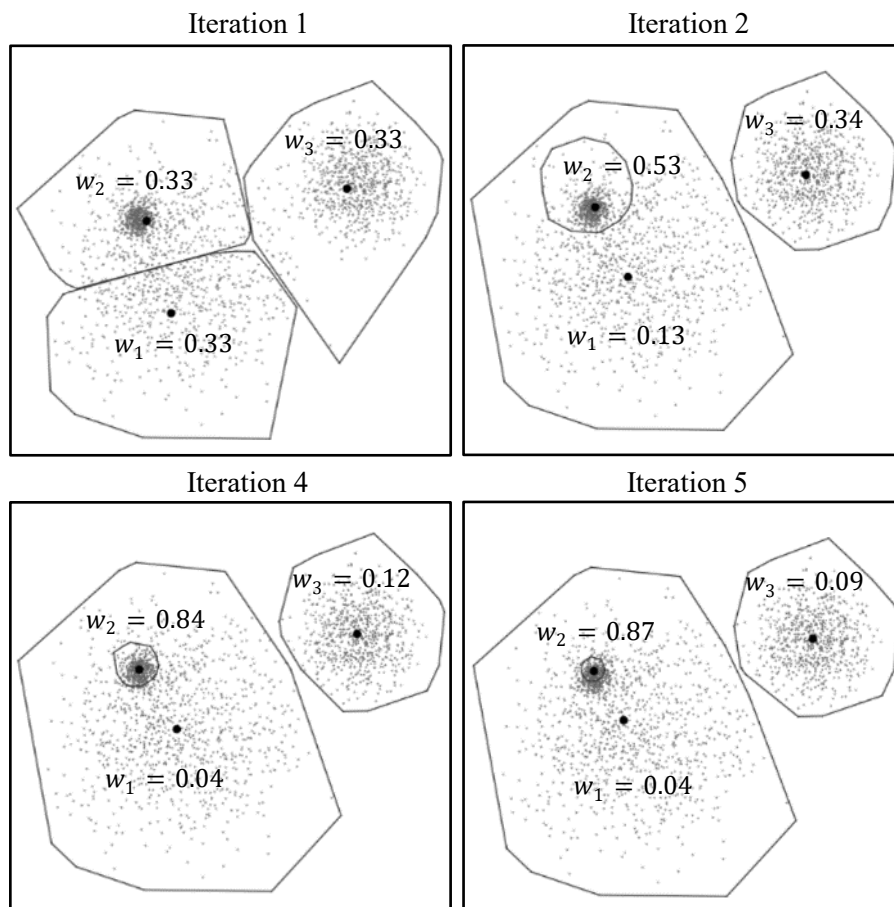 Iteration 1
Iteration 2
w₃ = 0.33
w₂ = 0.33
w₁ = 0.33
w₃ = 0.34
w₂ = 0.53
w₁ = 0.13
Iteration 4
Iteration 5
w₃ = 0.12
w₂ = 0.84
w₁ = 0.04
w₃ = 0.09
w₂ = 0.87
w₁ = 0.04